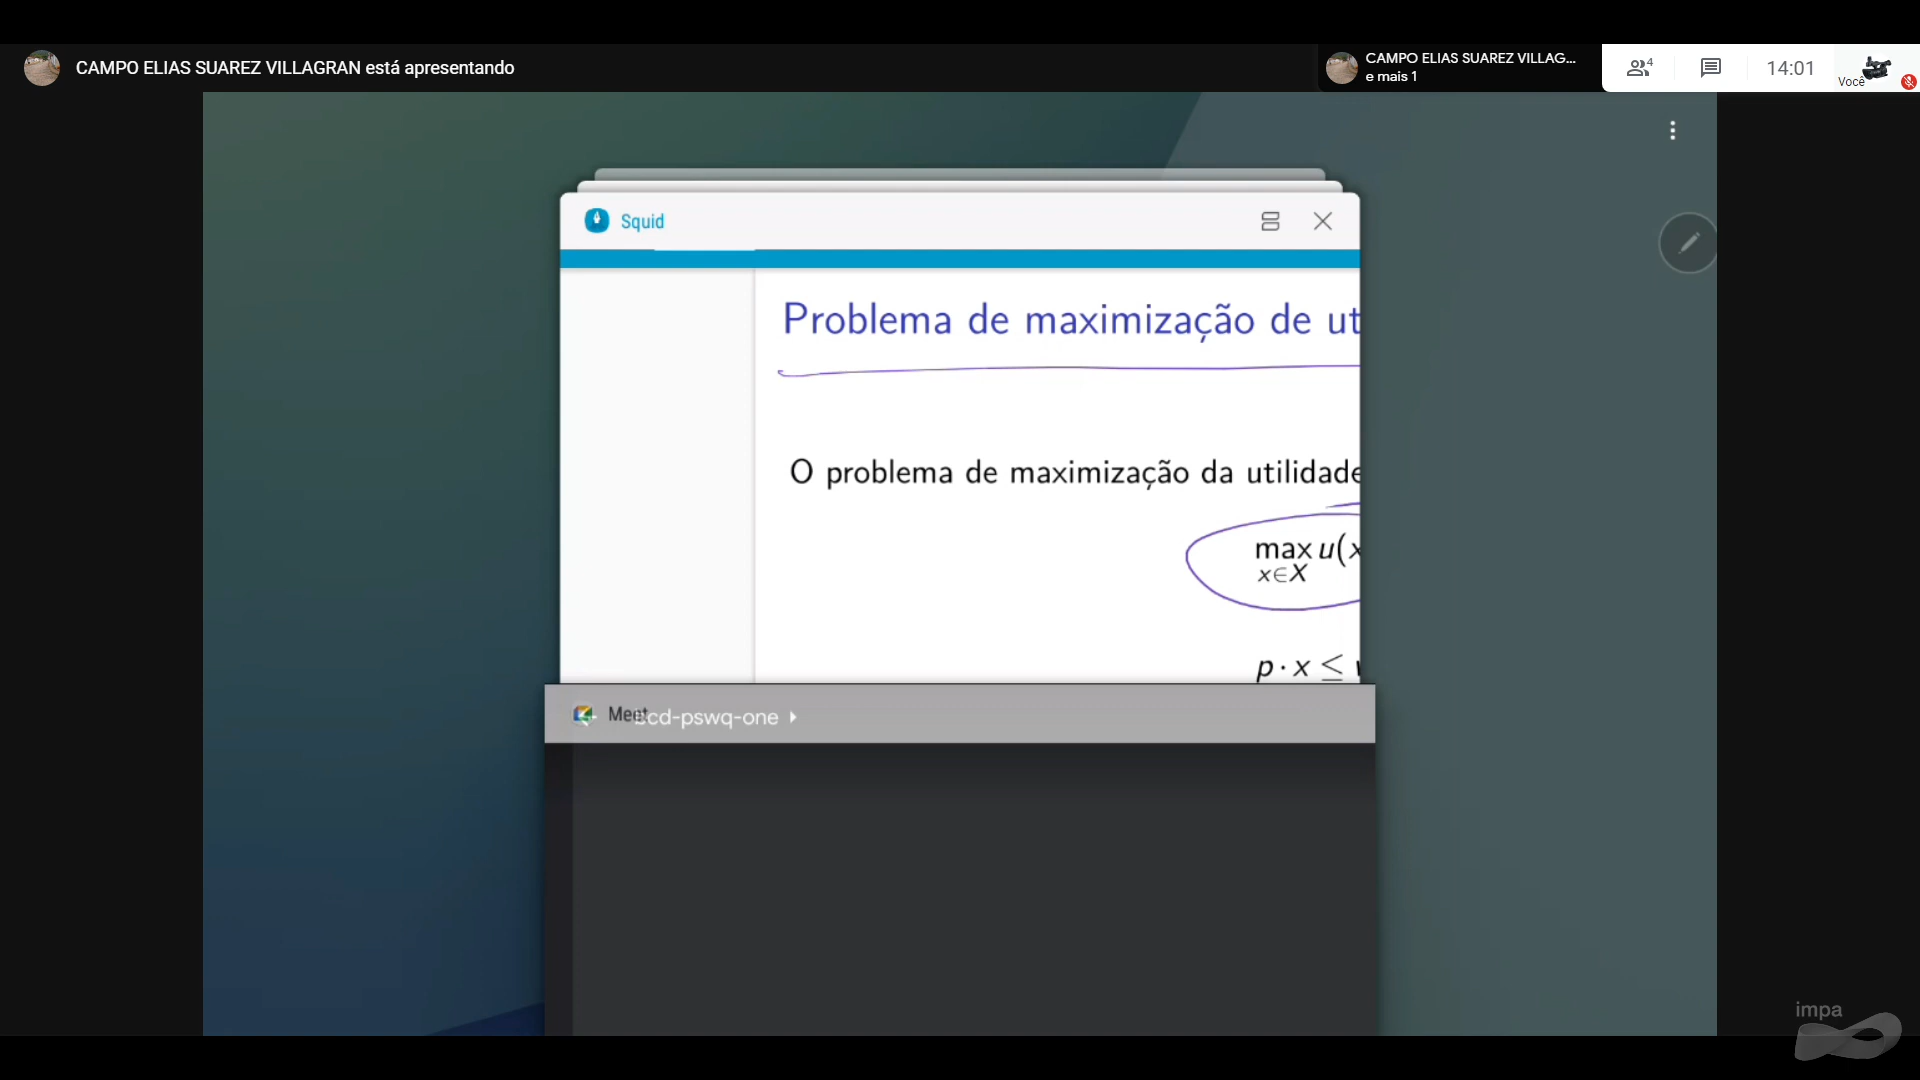 CAMPO ELIAS SUAREZ VILLAGRAN está apresentando
CAMPO ELIAS SUAREZ VILLAG...
e mais 1
4
14:01
Você
Squid
Problema de maximização de ut
O problema de maximização da utilidade
max u(x
x∈X
p · x ≤
Meet
cd-pswq-one
impa